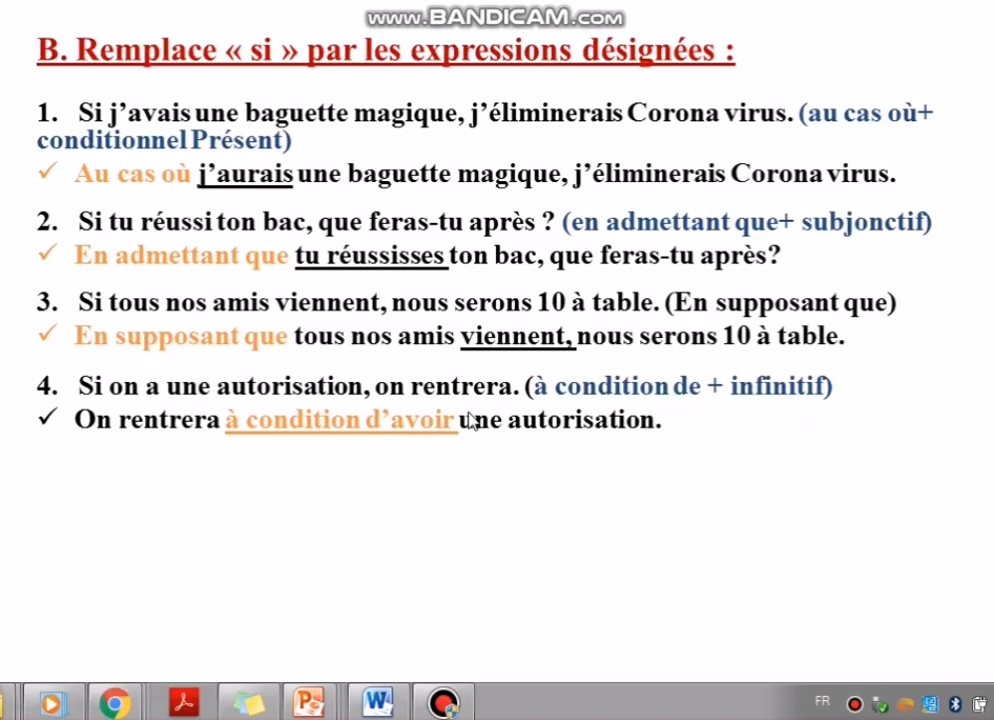 www.BANDICAM.com
B. Remplace « si » par les expressions désignées :
1. Si j'avais une baguette magique, j'éliminerais Corona virus. (au cas où+
conditionnel Présent)
✓ Au cas où j'aurais une baguette magique, j'éliminerais Corona virus.
2. Si tu réussi ton bac, que feras-tu après ? (en admettant que+ subjonctif)
✓ En admettant que tu réussisses ton bac, que feras-tu après?
3. Si tous nos amis viennent, nous serons 10 à table. (En supposant que)
✓ En supposant que tous nos amis viennent, nous serons 10 à table.
4. Si on a une autorisation, on rentrera. (à condition de + infinitif)
✓ On rentrera à condition d'avoir une autorisation.
FR